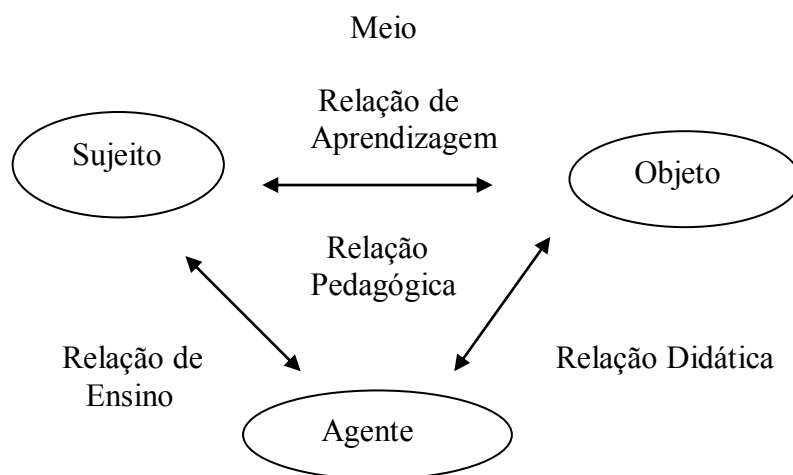 Meio
Relação de
Aprendizagem
Sujeito
Objeto
Relação
Pedagógica
Relação de
Ensino
Relação Didática
Agente